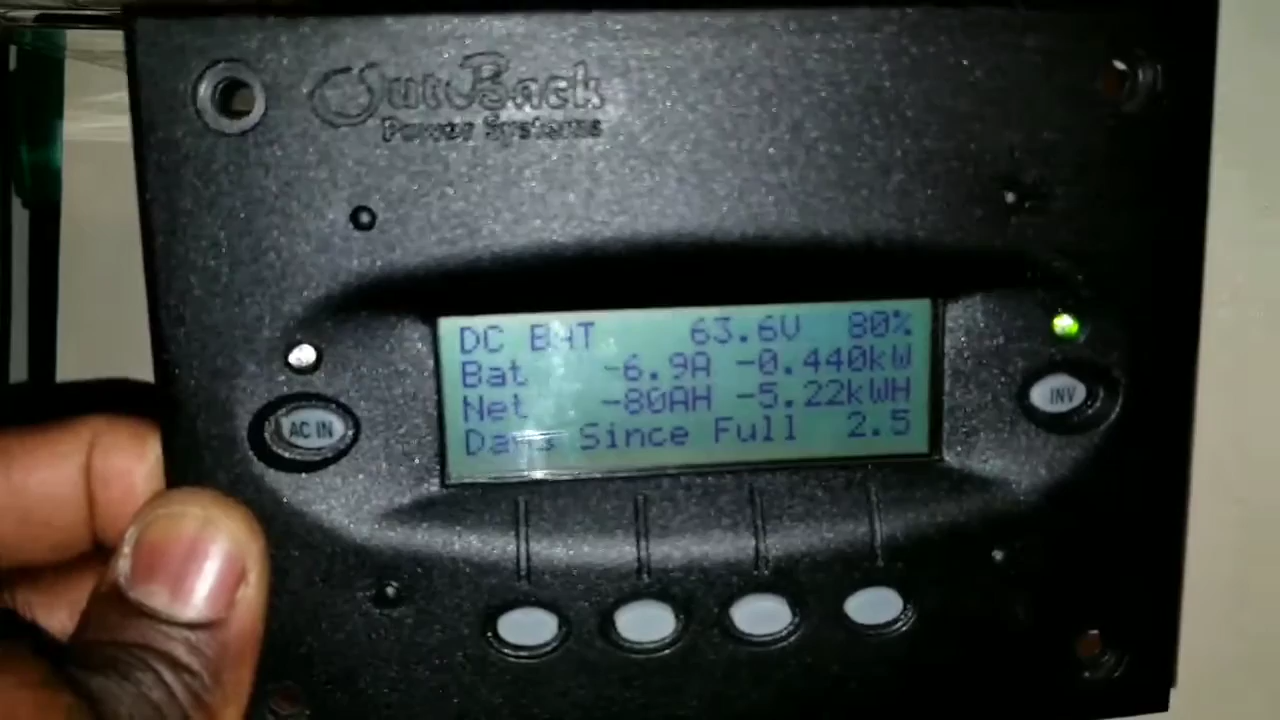 OutBack
Power Systems
DC BAT 63.6V 80%
Bat -6.9A -0.440kW
Net -80AH -5.22kWH
Days Since Full 2.5
AC IN
INV